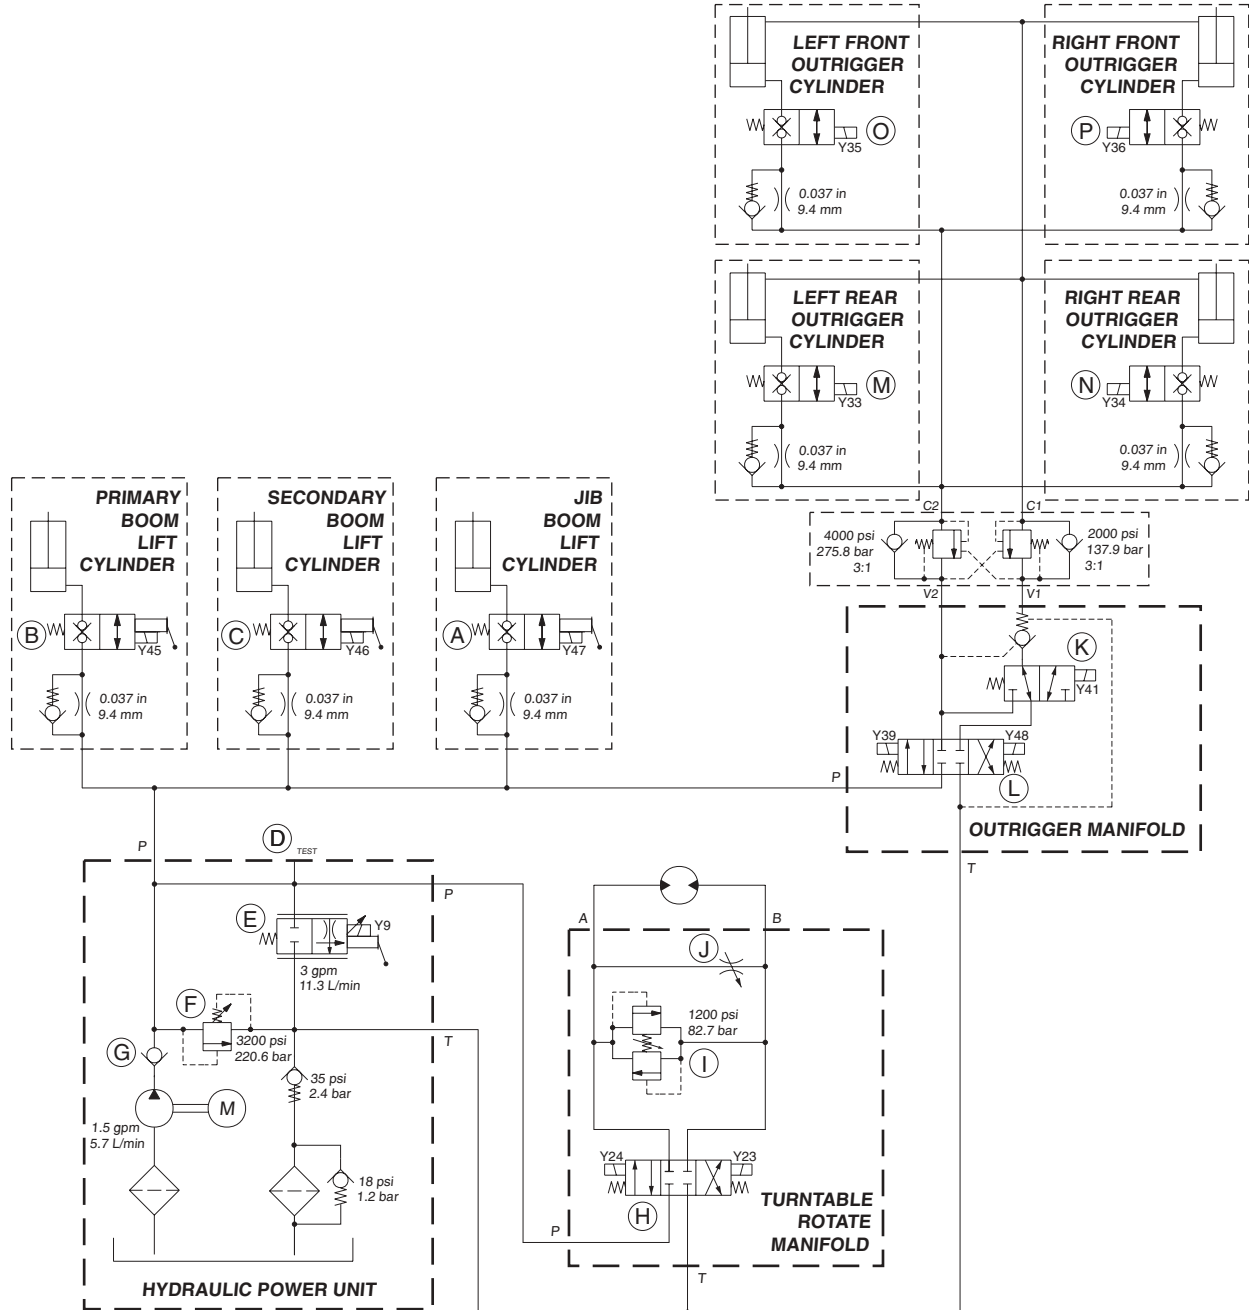 LEFT FRONT
OUTRIGGER
CYLINDER
O
Y35
0.037 in
9.4 mm
RIGHT FRONT
OUTRIGGER
CYLINDER
P
Y36
0.037 in
9.4 mm
LEFT REAR
OUTRIGGER
CYLINDER
M
Y33
0.037 in
9.4 mm
RIGHT REAR
OUTRIGGER
CYLINDER
N
Y34
0.037 in
9.4 mm
PRIMARY
BOOM
LIFT
CYLINDER
B
Y45
0.037 in
9.4 mm
SECONDARY
BOOM
LIFT
CYLINDER
C
Y46
0.037 in
9.4 mm
JIB
BOOM
LIFT
CYLINDER
A
Y47
0.037 in
9.4 mm
C2
C1
4000 psi
275.8 bar
3:1
2000 psi
137.9 bar
3:1
V2
V1
K
Y41
Y39
Y48
P
L
OUTRIGGER MANIFOLD
T
P
D
TEST
P
E
Y9
3 gpm
11.3 L/min
F
3200 psi
220.6 bar
T
G
35 psi
2.4 bar
M
1.5 gpm
5.7 L/min
18 psi
1.2 bar
HYDRAULIC POWER UNIT
A
B
J
1200 psi
82.7 bar
I
Y24
Y23
H
P
TURNTABLE
ROTATE
MANIFOLD
T